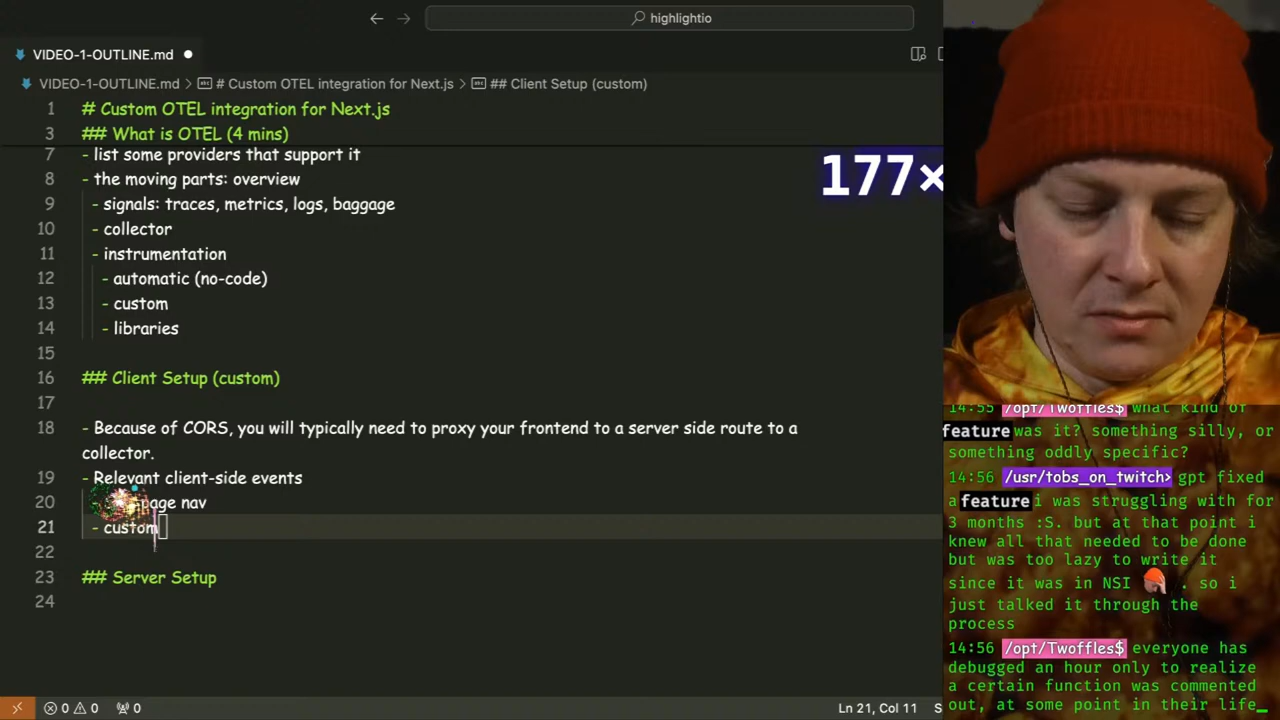 highlightio
VIDEO-1-OUTLINE.md
VIDEO-1-OUTLINE.md > # Custom OTEL integration for Next.js > ## Client Setup (custom)
1 # Custom OTEL integration for Next.js
3 ## What is OTEL (4 mins)
7 - list some providers that support it
8 - the moving parts: overview
9 - signals: traces, metrics, logs, baggage
10 - collector
11 - instrumentation
12 - automatic (no-code)
13 - custom
14 - libraries
15
16 ## Client Setup (custom)
17
18 - Because of CORS, you will typically need to proxy your frontend to a server side route to a
collector.
19 - Relevant client-side events
20 - page nav
21 - custom
22
23 ## Server Setup
24
177×
14:55 /opt/Twoffles$ what kind of
feature was it? something silly, or
something oddly specific?
14:56 /usr/tobs_on_twitch> gpt fixed
a feature i was struggling with for
3 months :S. but at that point i
knew all that needed to be done
but was too lazy to write it
since it was in NSI . so i
just talked it through the
process
14:56 /opt/Twoffles$ everyone has
debugged an hour only to realize
a certain function was commented
out, at some point in their life_
0 0 0
Ln 21, Col 11 S